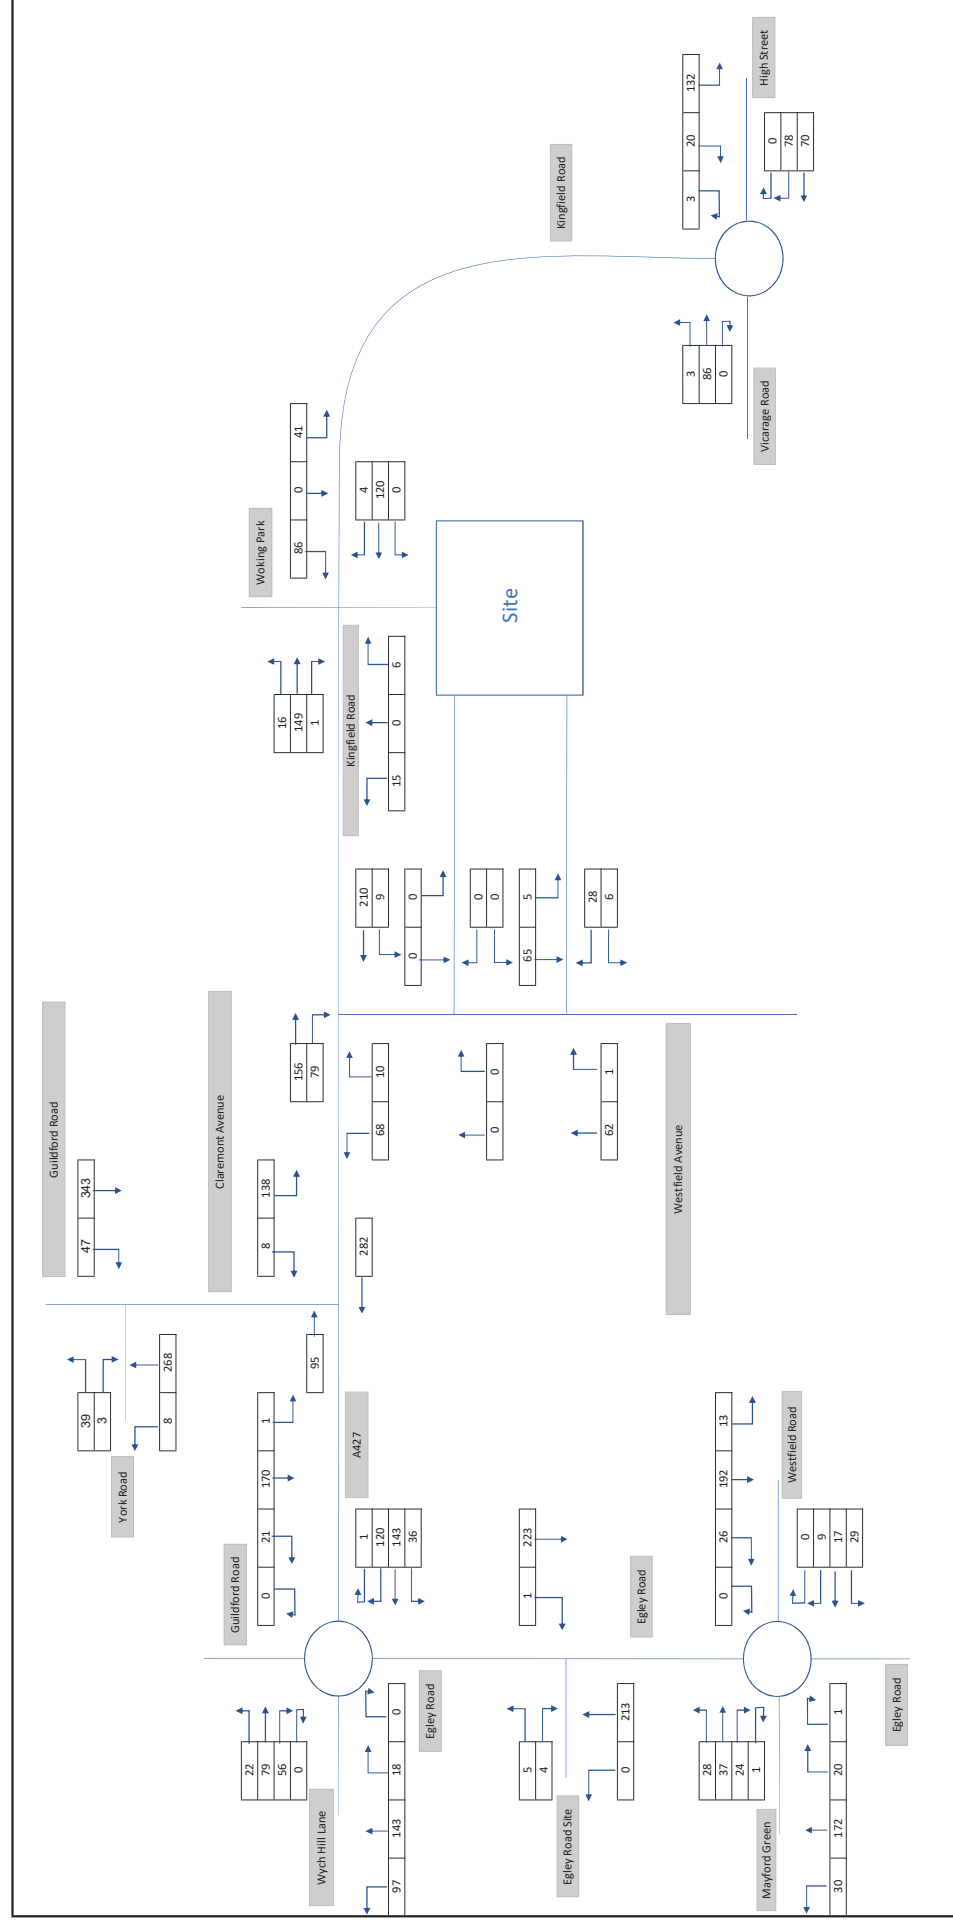 Guildford Road
47 343
39
3
York Road
8 268
Claremont Avenue
8 138
Guildford Road
0 21 170 1
22
79
56
0
Wych Hill Lane
97 143 18 0
Egley Road
1
120
143
36
A427
95
282
156
79
68 10
210
9
0 0
Kingfield Road
16
149
1
15 0 6
Woking Park
86 0 41
4
120
0
Site
Kingfield Road
0 0
0
0
65 5
62 1
28
6
Westfield Avenue
1 223
5
4
Egley Road Site
0 213
Egley Road
0 26 192 13
28
37
24
1
Mayford Green
30 172 20 1
Egley Road
0
9
17
29
Westfield Road
3
86
0
Vicarage Road
3 20 132
High Street
0
78
70